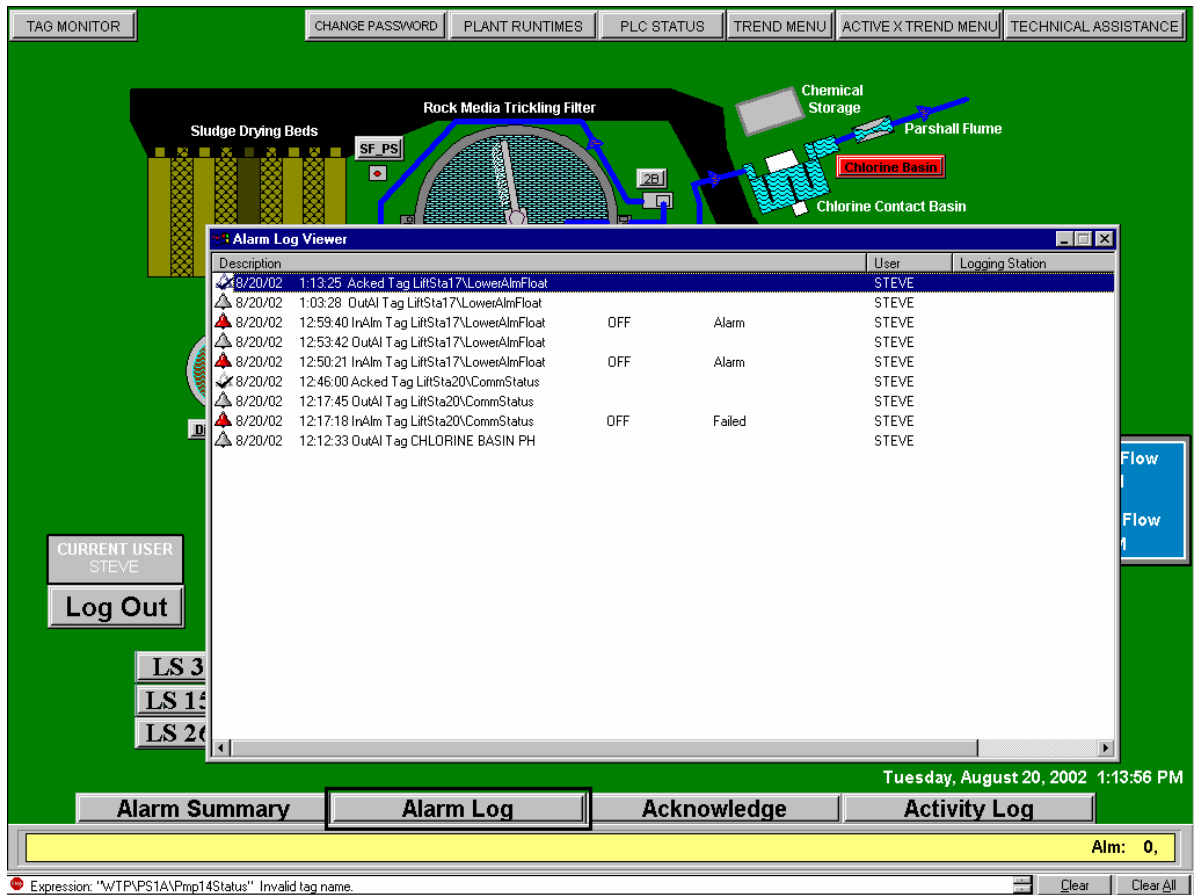 TAG MONITOR
CHANGE PASSWORD
PLANT RUNTIMES
PLC STATUS
TREND MENU
ACTIVE X TREND MENU
TECHNICAL ASSISTANCE
Chemical
Storage
Rock Media Trickling Filter
Parshall Flume
Sludge Drying Beds
SF_PS
Chlorine Basin
2B
Chlorine Contact Basin
Alarm Log Viewer
Description User Logging Station
8/20/02 1:13:25 Acked Tag LiftSta17\LowerAlmFloat STEVE
8/20/02 1:03:28 OutAl Tag LiftSta17\LowerAlmFloat STEVE
8/20/02 12:59:40 InAlm Tag LiftSta17\LowerAlmFloat OFF Alarm STEVE
8/20/02 12:53:42 OutAl Tag LiftSta17\LowerAlmFloat STEVE
8/20/02 12:50:21 InAlm Tag LiftSta17\LowerAlmFloat OFF Alarm STEVE
8/20/02 12:46:00 Acked Tag LiftSta20\CommStatus STEVE
8/20/02 12:17:45 OutAl Tag LiftSta20\CommStatus STEVE
8/20/02 12:17:18 InAlm Tag LiftSta20\CommStatus OFF Failed STEVE
8/20/02 12:12:33 OutAl Tag CHLORINE BASIN PH STEVE
Di
Flow
Flow
CURRENT USER
STEVE
Log Out
LS 3
LS 15
LS 26
Tuesday, August 20, 2002 1:13:56 PM
Alarm Summary
Alarm Log
Acknowledge
Activity Log
Alm: 0,
Expression: "WTP\PS1A\Pmp14Status" Invalid tag name.
Clear
Clear All